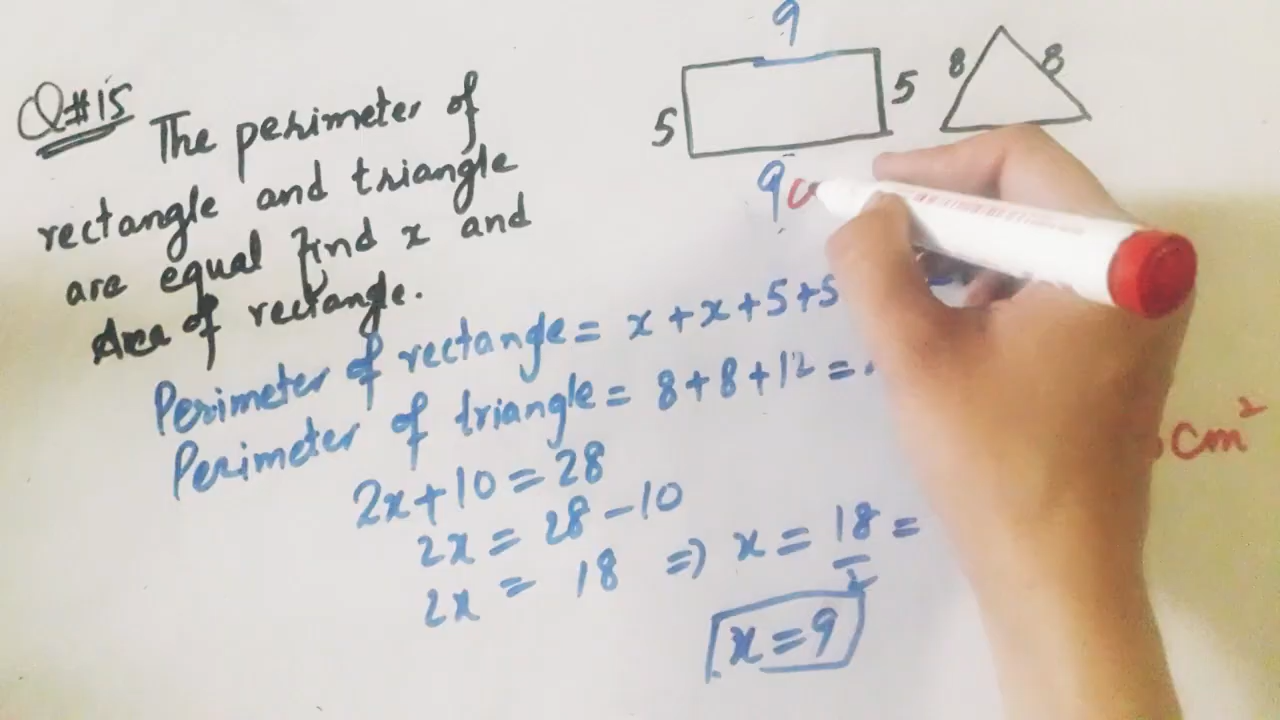 Q#15
The perimeter of
rectangle and triangle
are equal find x and
Area of rectangle.
9
5
5
9
8
8
Perimeter of rectangle = x + x + 5 + 5
Perimeter of triangle = 8 + 8 + 12 =
2x + 10 = 28
2x = 28 - 10
2x = 18 ⇒ x = 18/2 =
x = 9
cm²